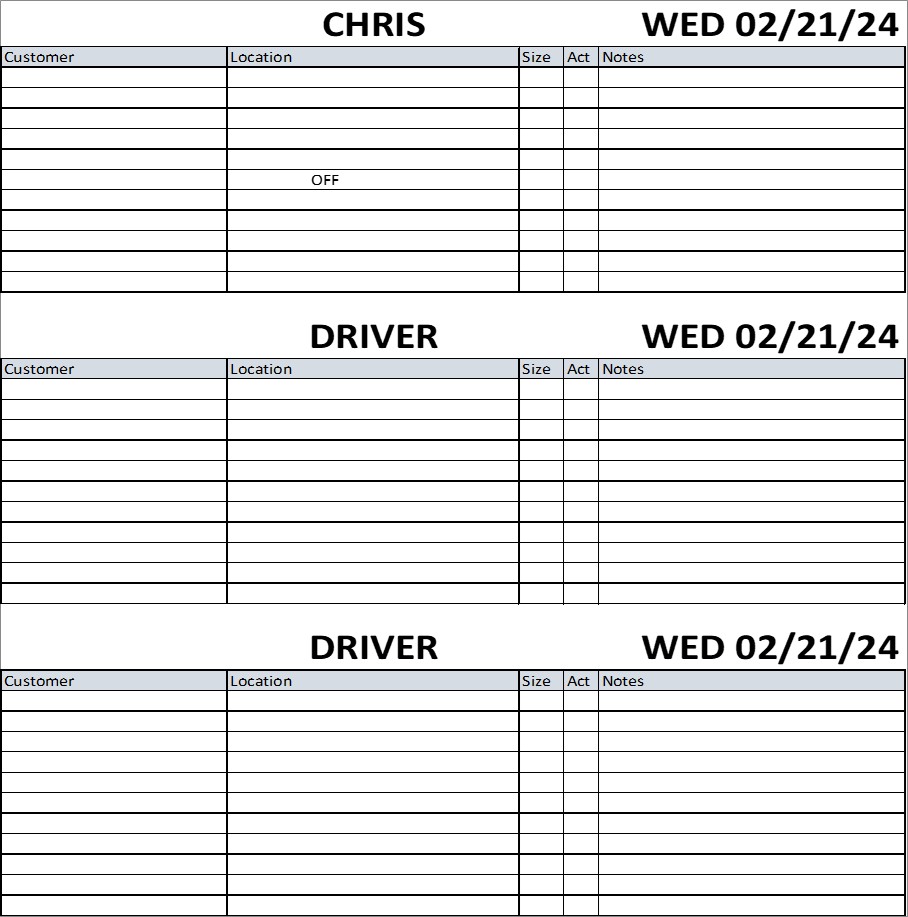 CHRIS WED 02/21/24
Customer Location Size Act Notes
OFF
DRIVER WED 02/21/24
Customer Location Size Act Notes
DRIVER WED 02/21/24
Customer Location Size Act Notes